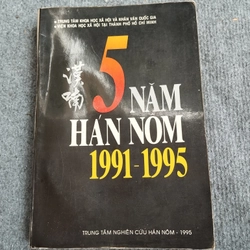 • TRUNG TÂM KHOA HỌC XÃ HỘI VÀ NHÂN VĂN QUỐC GIA
• VIỆN KHOA HỌC XÃ HỘI TẠI THÀNH PHỐ HỒ CHÍ MINH
漢喃
5 NĂM
HÁN NÔM
1991-1995
TRUNG TÂM NGHIÊN CỨU HÁN NÔM - 1995